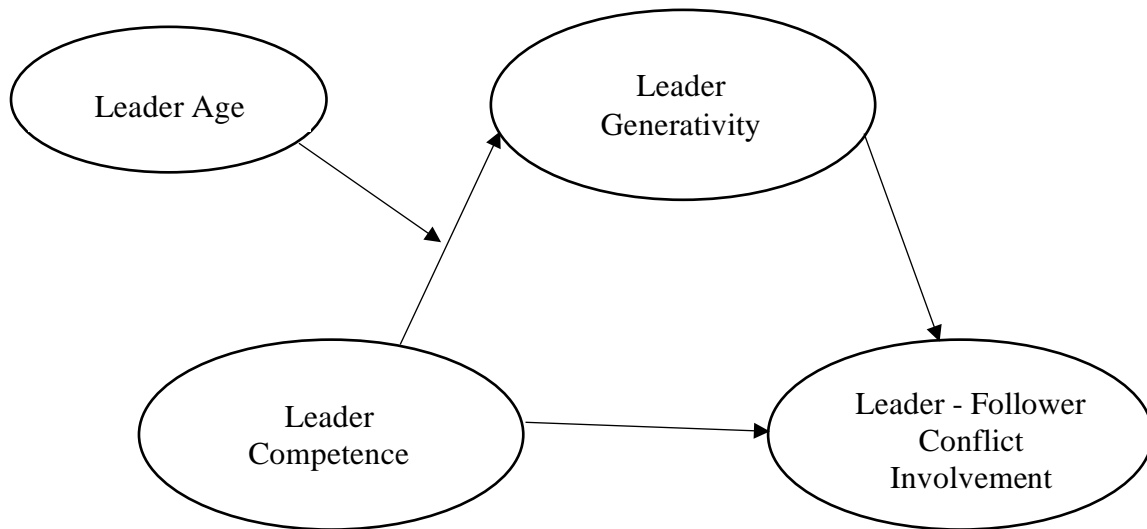 Leader Age
Leader
Generativity
Leader
Competence
Leader - Follower
Conflict
Involvement